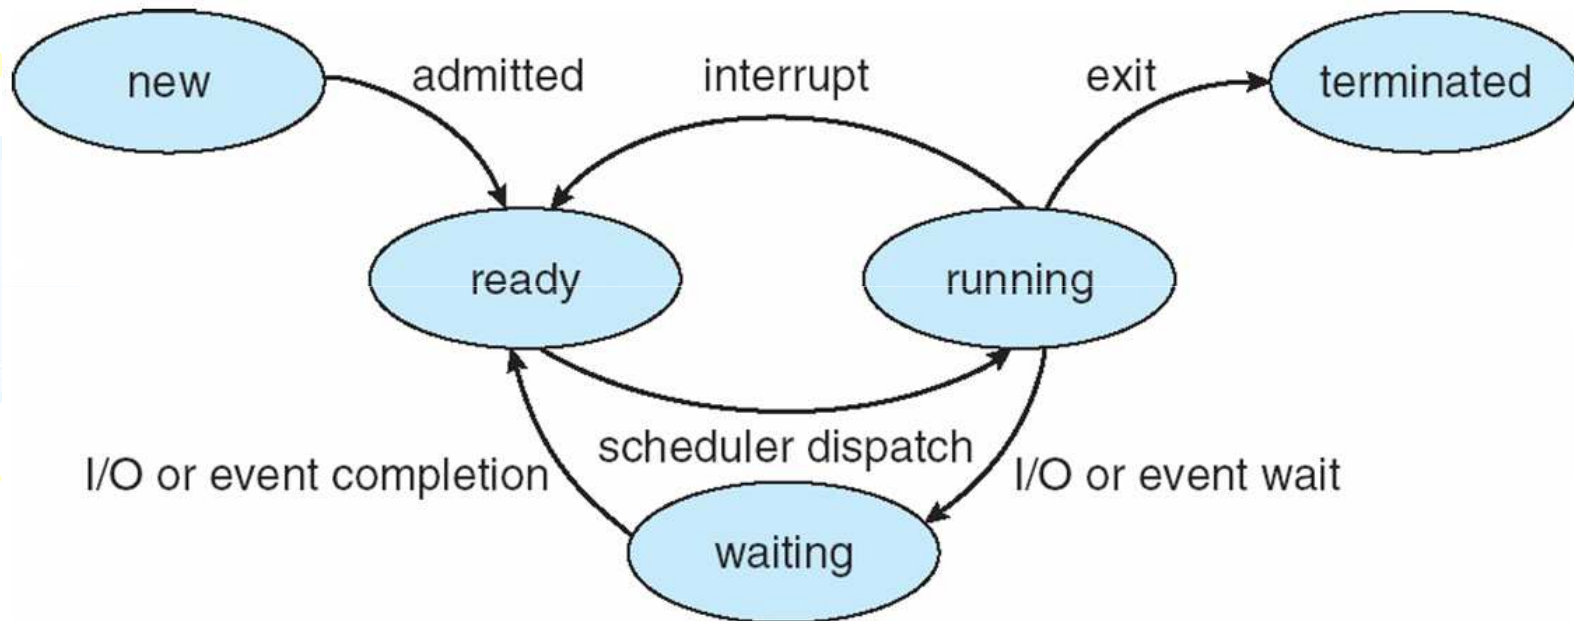 new
admitted
interrupt
exit
terminated
ready
running
scheduler dispatch
I/O or event completion
I/O or event wait
waiting